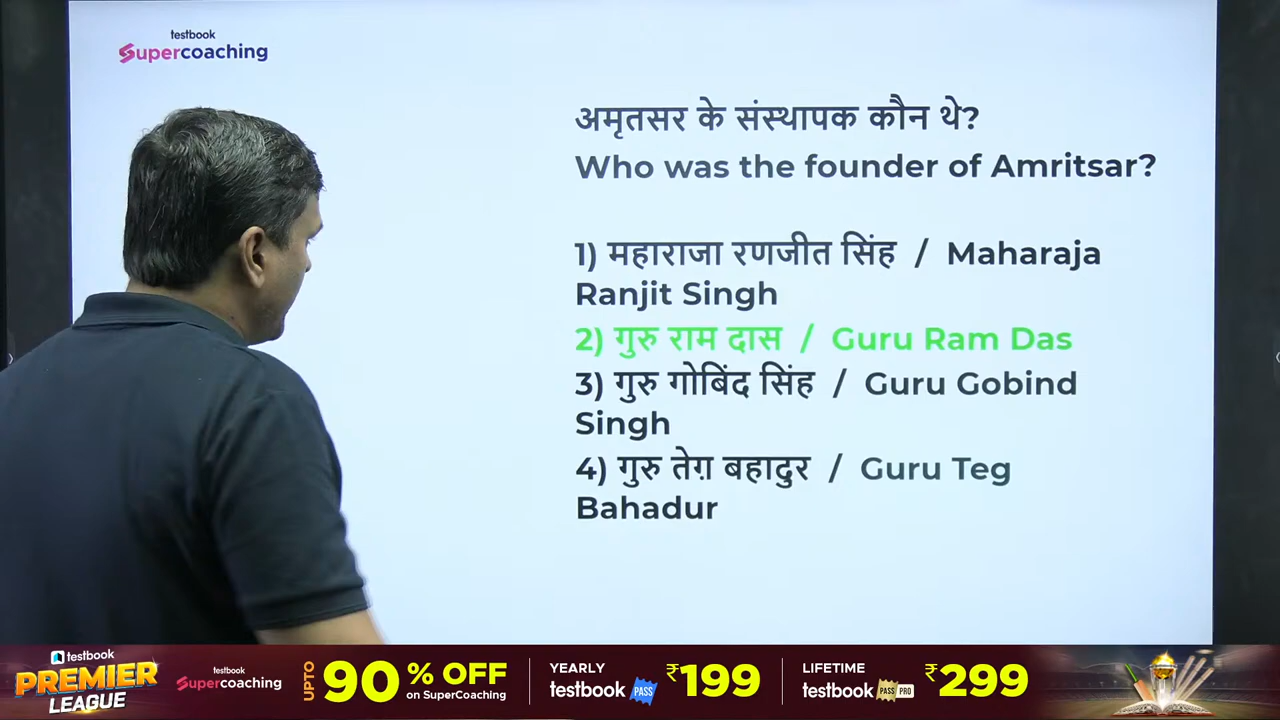 testbook
Supercoaching
अमृतसर के संस्थापक कौन थे?
Who was the founder of Amritsar?
1) महाराजा रणजीत सिंह / Maharaja
Ranjit Singh
2) गुरु राम दास / Guru Ram Das
3) गुरु गोबिंद सिंह / Guru Gobind
Singh
4) गुरु तेग़ बहादुर / Guru Teg
Bahadur
testbook
PREMIER
LEAGUE
testbook
Supercoaching
UPTO 90 % OFF
on SuperCoaching
YEARLY
testbook PASS
₹199
LIFETIME
testbook PASS PRO
₹299